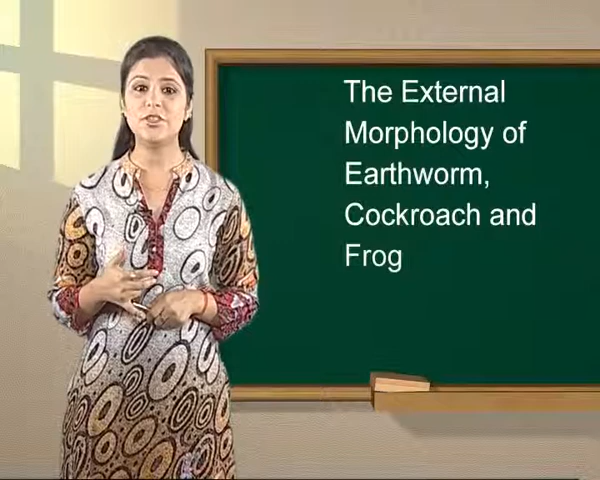 The External
Morphology of
Earthworm,
Cockroach and
Frog